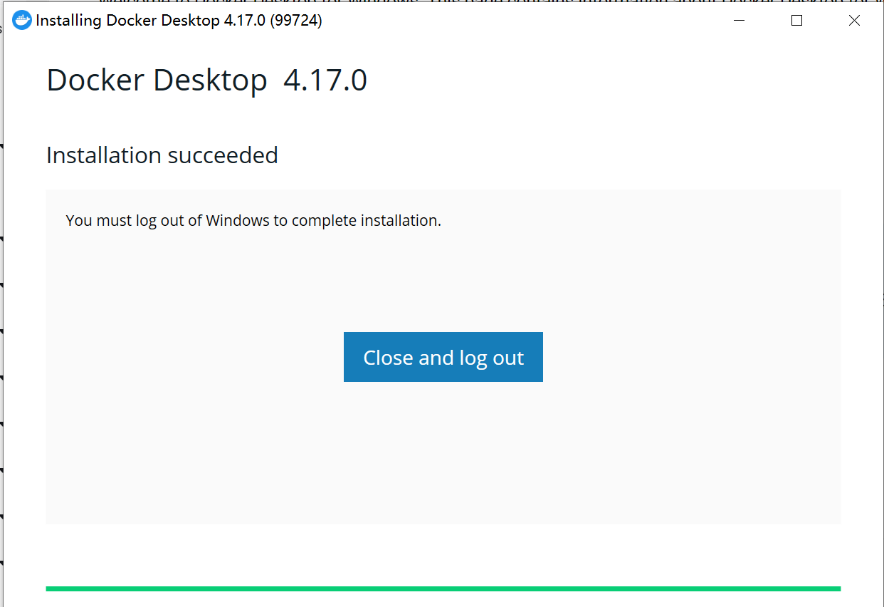 Installing Docker Desktop 4.17.0 (99724)
Docker Desktop 4.17.0
Installation succeeded
You must log out of Windows to complete installation.
Close and log out